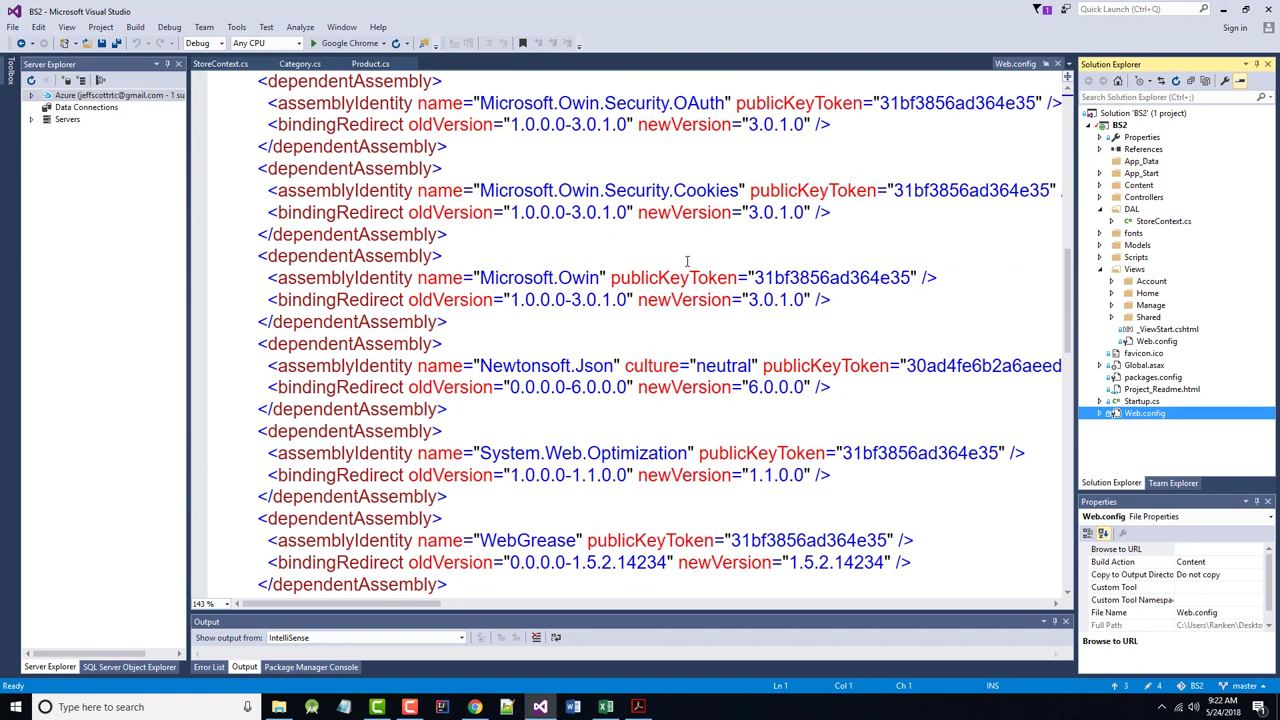 BS2 - Microsoft Visual Studio
1
Quick Launch (Ctrl+Q)
File Edit View Project Build Debug Team Tools Test Analyze Window Help
Sign in
Debug Any CPU Google Chrome
Toolbox
Server Explorer
Azure (jeffscottrtc@gmail.com - 1 su
Data Connections
Servers
StoreContext.cs Category.cs Product.cs Web.config
<dependentAssembly>
<assemblyIdentity name="Microsoft.Owin.Security.OAuth" publicKeyToken="31bf3856ad364e35" />
<bindingRedirect oldVersion="1.0.0.0-3.0.1.0" newVersion="3.0.1.0" />
</dependentAssembly>
<dependentAssembly>
<assemblyIdentity name="Microsoft.Owin.Security.Cookies" publicKeyToken="31bf3856ad364e35" /
<bindingRedirect oldVersion="1.0.0.0-3.0.1.0" newVersion="3.0.1.0" />
</dependentAssembly>
<dependentAssembly>
<assemblyIdentity name="Microsoft.Owin" publicKeyToken="31bf3856ad364e35" />
<bindingRedirect oldVersion="1.0.0.0-3.0.1.0" newVersion="3.0.1.0" />
</dependentAssembly>
<dependentAssembly>
<assemblyIdentity name="Newtonsoft.Json" culture="neutral" publicKeyToken="30ad4fe6b2a6aeed
<bindingRedirect oldVersion="0.0.0.0-6.0.0.0" newVersion="6.0.0.0" />
</dependentAssembly>
<dependentAssembly>
<assemblyIdentity name="System.Web.Optimization" publicKeyToken="31bf3856ad364e35" />
<bindingRedirect oldVersion="1.0.0.0-1.1.0.0" newVersion="1.1.0.0" />
</dependentAssembly>
<dependentAssembly>
<assemblyIdentity name="WebGrease" publicKeyToken="31bf3856ad364e35" />
<bindingRedirect oldVersion="0.0.0.0-1.5.2.14234" newVersion="1.5.2.14234" />
</dependentAssembly>
143 %
Output
Show output from: IntelliSense
Server Explorer SQL Server Object Explorer Error List Output Package Manager Console
Solution Explorer
Search Solution Explorer (Ctrl+;)
Solution 'BS2' (1 project)
BS2
Properties
References
App_Data
App_Start
Content
Controllers
DAL
StoreContext.cs
fonts
Models
Scripts
Views
Account
Home
Manage
Shared
_ViewStart.cshtml
Web.config
favicon.ico
Global.asax
packages.config
Project_Readme.html
Startup.cs
Web.config
Solution Explorer Team Explorer
Properties
Web.config File Properties
Browse to URL
Build Action Content
Copy to Output Directo Do not copy
Custom Tool
Custom Tool Namespac
File Name Web.config
Full Path C:\Users\Ranken\Deskto
Browse to URL
Ready Ln 1 Col 1 Ch 1 INS 3 4 BS2 master
Type here to search
9:22 AM
5/24/2018